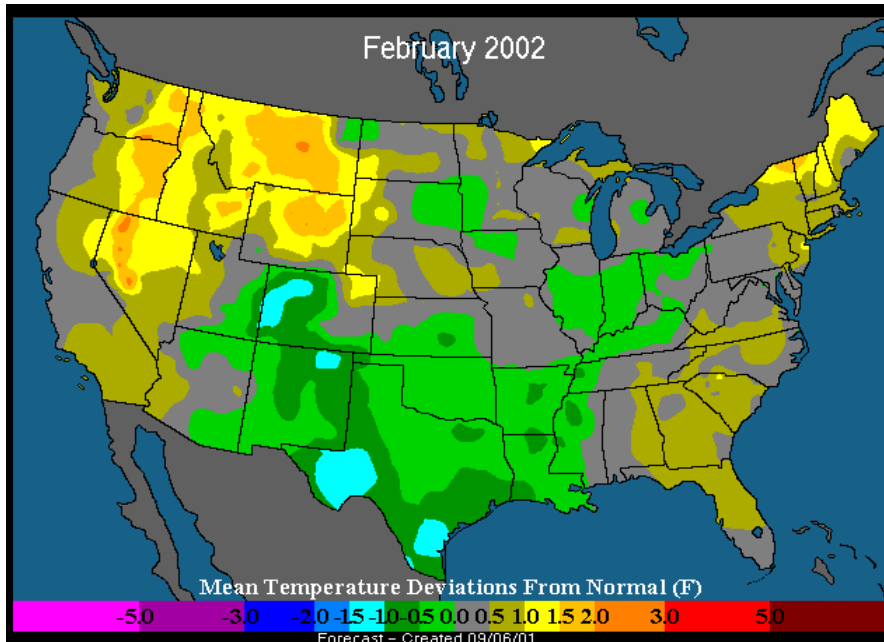 February 2002
Mean Temperature Deviations From Normal (F)
-5.0 -3.0 -2.0 -1.5 -1.0 -0.5 0.0 0.5 1.0 1.5 2.0 3.0 5.0
Forecast - Created 09/06/01